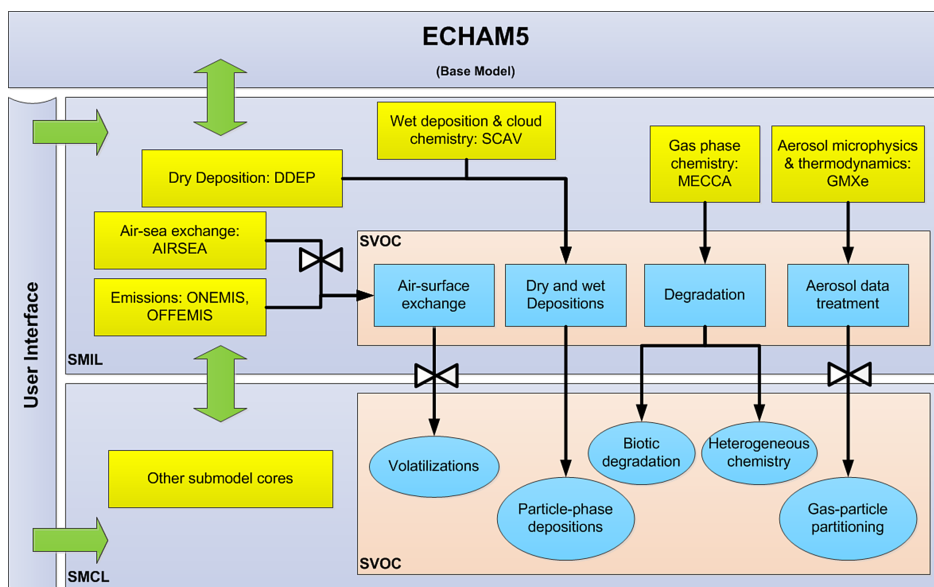 ECHAM5
(Base Model)
User Interface
Wet deposition & cloud
chemistry: SCAV
Gas phase
chemistry:
MECCA
Aerosol microphysics
& thermodynamics:
GMXe
Dry Deposition: DDEP
Air-sea exchange:
AIRSEA
Emissions: ONEMIS,
OFFEMIS
SVOC
Air-surface
exchange
Dry and wet
Depositions
Degradation
Aerosol data
treatment
SMIL
Other submodel cores
Volatilizations
Particle-phase
depositions
Biotic
degradation
Heterogeneous
chemistry
Gas-particle
partitioning
SVOC
SMCL